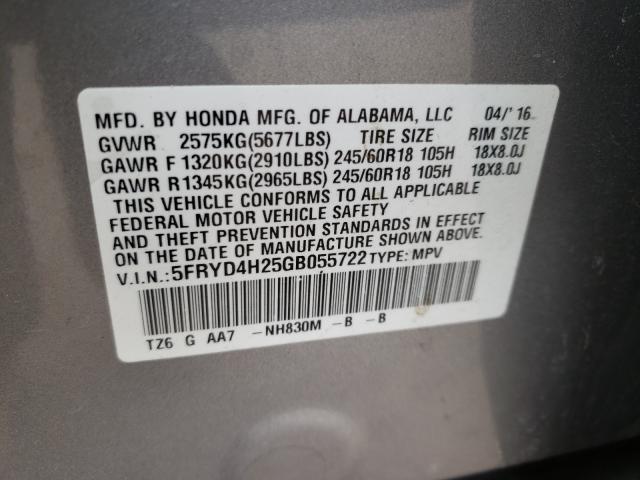 MFD. BY HONDA MFG. OF ALABAMA, LLC 04/'16
GVWR 2575KG(5677LBS) TIRE SIZE RIM SIZE
GAWR F 1320KG(2910LBS) 245/60R18 105H 18X8.0J
GAWR R 1345KG(2965LBS) 245/60R18 105H 18X8.0J
THIS VEHICLE CONFORMS TO ALL APPLICABLE
FEDERAL MOTOR VEHICLE SAFETY
AND THEFT PREVENTION STANDARDS IN EFFECT
ON THE DATE OF MANUFACTURE SHOWN ABOVE.
V.I.N.:5FRYD4H25GB055722 TYPE: MPV
TZ6 G AA7 -NH830M -B -B